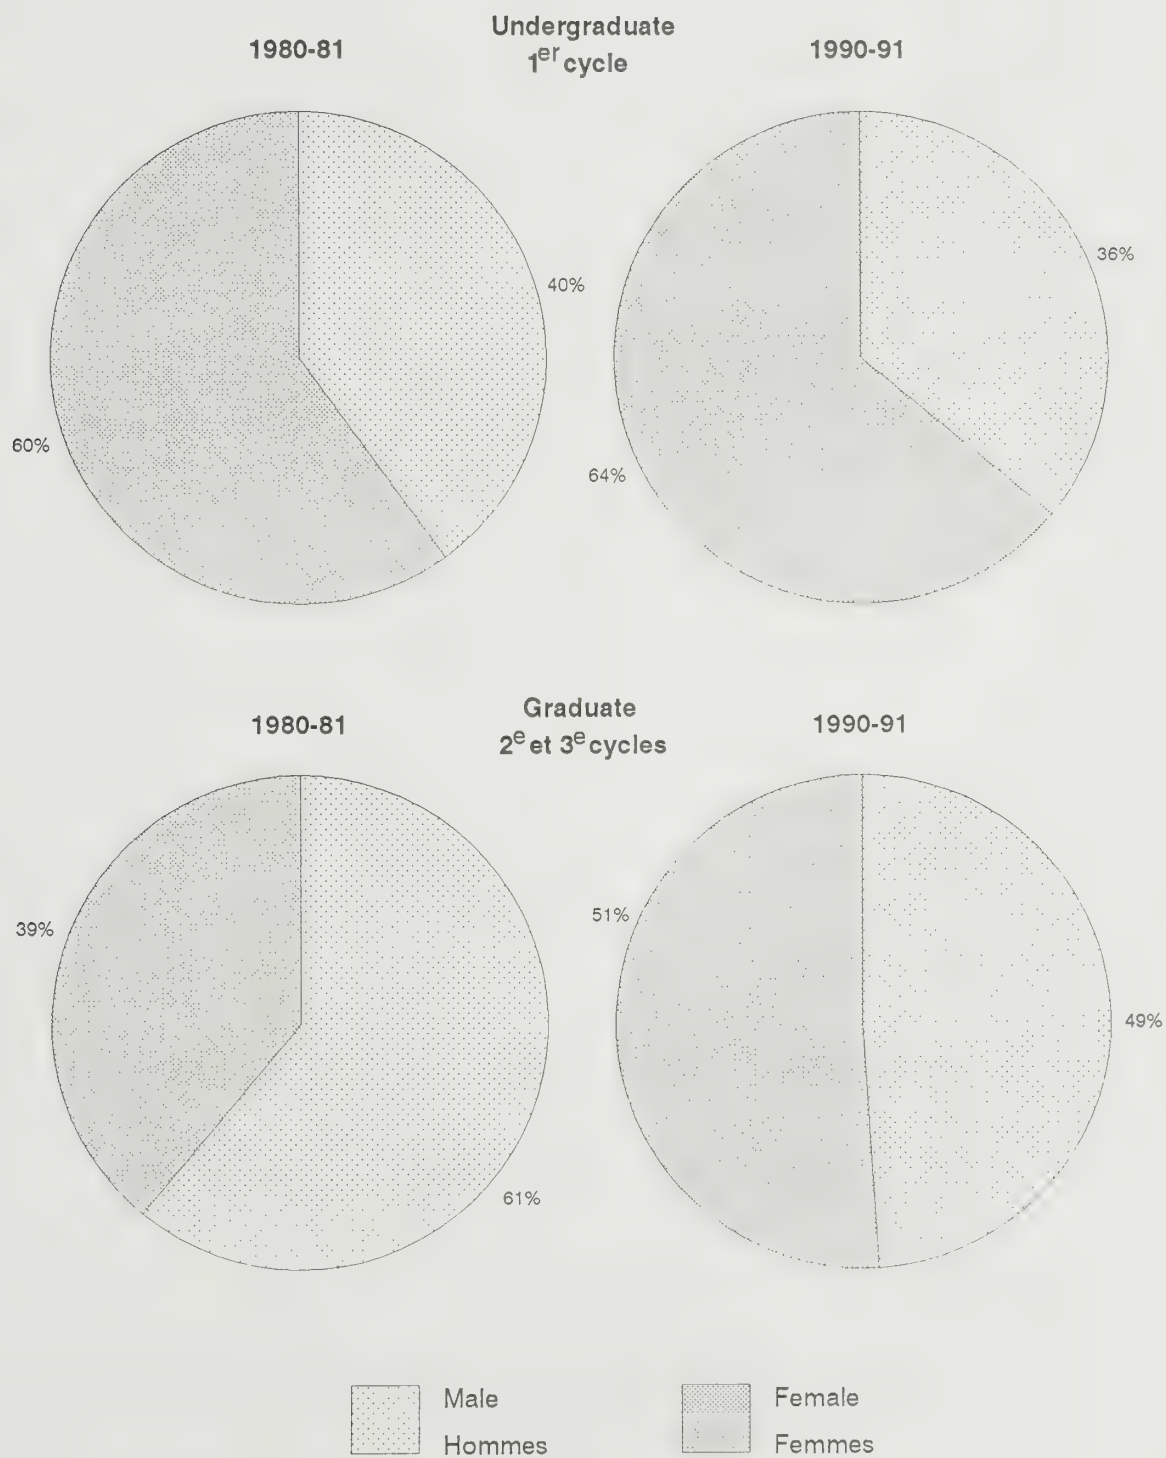 Undergraduate
1er cycle
1980-81
1990-91
40%
60%
36%
64%
Graduate
2e et 3e cycles
1980-81
1990-91
39%
61%
51%
49%
Male
Hommes
Female
Femmes